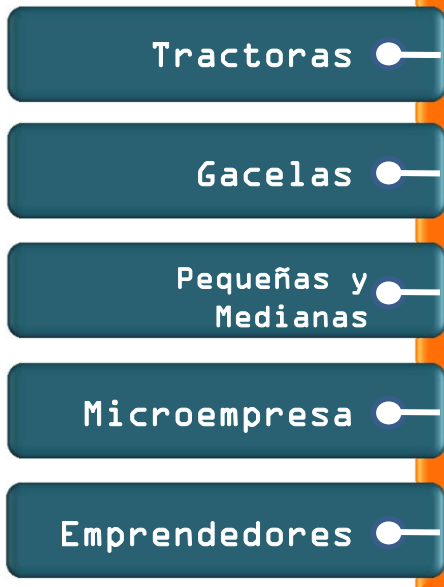 Tractoras
Gacelas
Pequeñas y
Medianas
Microempresa
Emprendedores